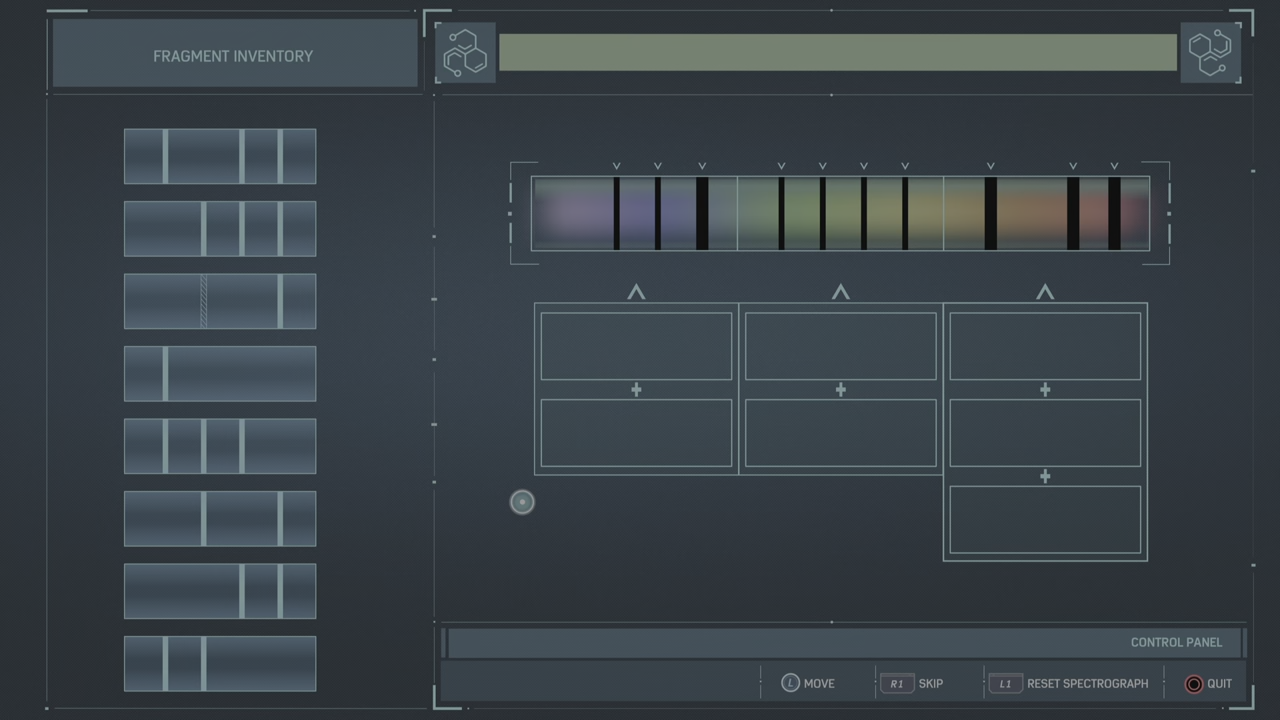 FRAGMENT INVENTORY
CONTROL PANEL
L MOVE
R1 SKIP
L1 RESET SPECTROGRAPH
QUIT